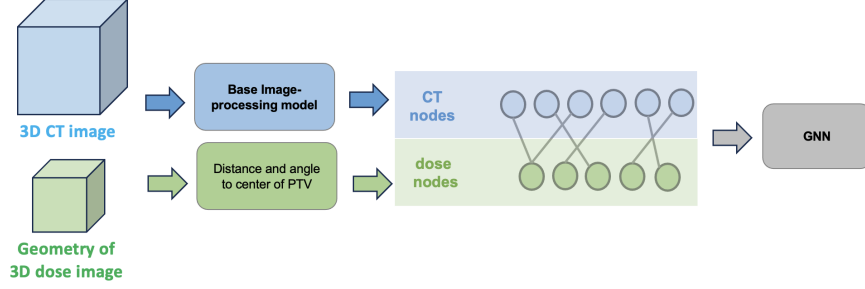 3D CT image
Base Image-
processing model
CT
nodes
GNN
Geometry of
3D dose image
Distance and angle
to center of PTV
dose
nodes